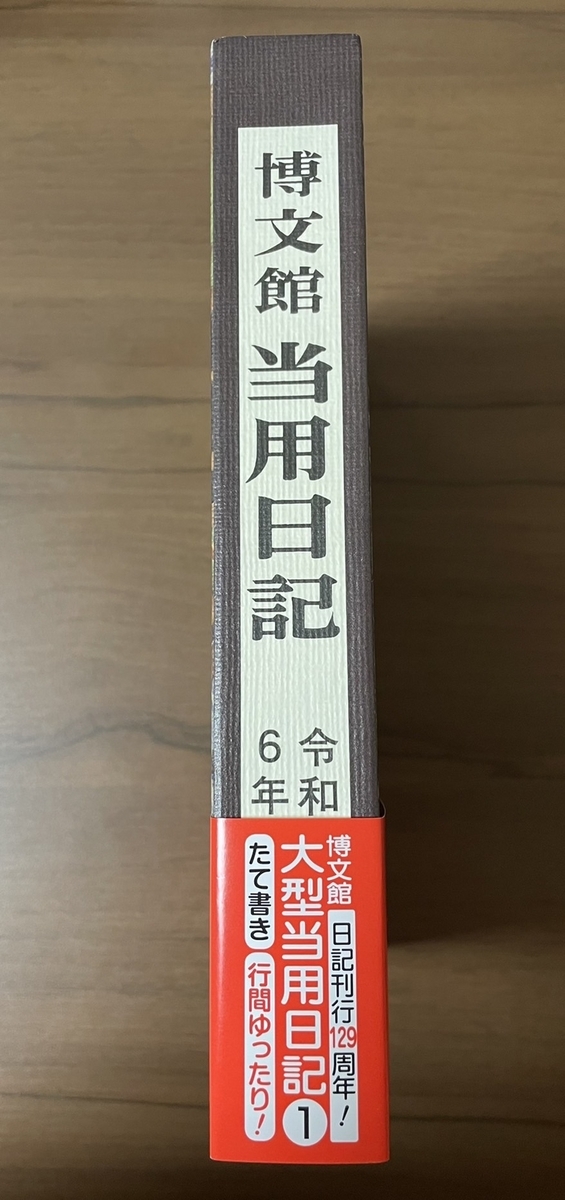 博文館
当用日記
令和
6年
博文館
日記刊行129周年！
大型当用日記1
たて書き
行間ゆったり！